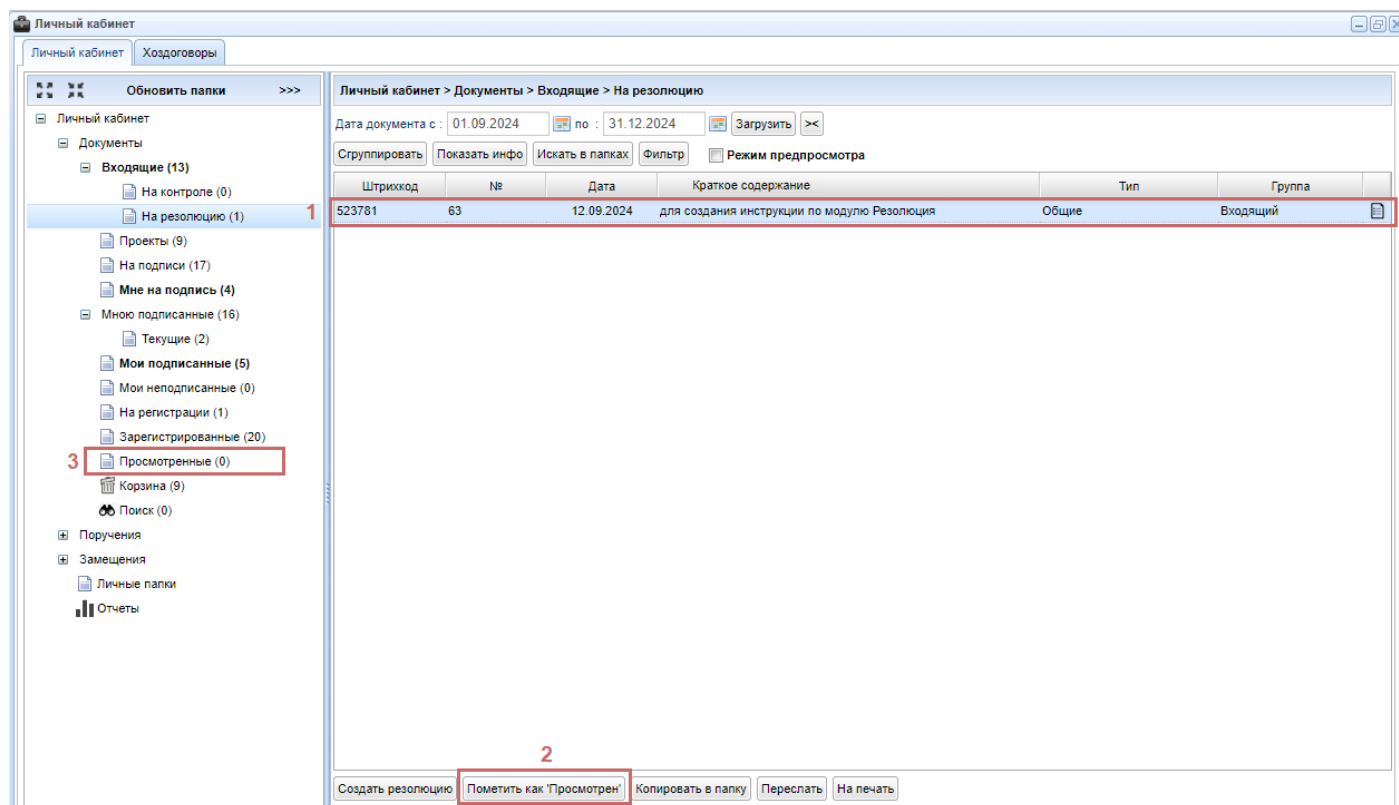 Личный кабинет
Личный кабинет Хоздоговоры
Обновить папки >>>
Личный кабинет
Документы
Входящие (13)
На контроле (0)
На резолюцию (1)
Проекты (9)
На подписи (17)
Мне на подпись (4)
Мною подписанные (16)
Текущие (2)
Мои подписанные (5)
Мои неподписанные (0)
На регистрации (1)
Зарегистрированные (20)
3 Просмотренные (0)
Корзина (9)
Поиск (0)
Поручения
Замещения
Личные папки
Отчеты
Личный кабинет > Документы > Входящие > На резолюцию
Дата документа с : 01.09.2024 по : 31.12.2024 Загрузить ><
Сгруппировать Показать инфо Искать в папках Фильтр Режим предпросмотра
Штрихкод № Дата Краткое содержание Тип Группа
1 523781 63 12.09.2024 для создания инструкции по модулю Резолюция Общие Входящий
2
Создать резолюцию Пометить как 'Просмотрен' Копировать в папку Переслать На печать